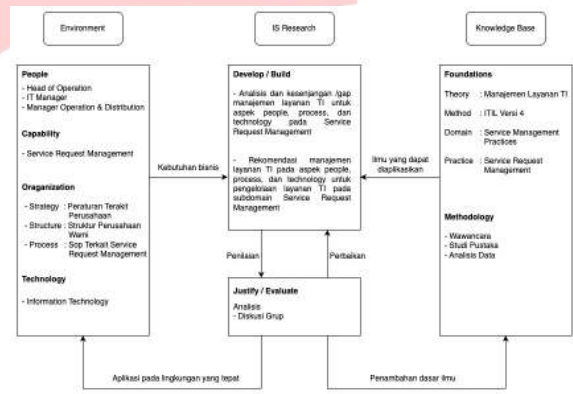 Environment
IS Research
Knowledge Base
People
- Head of Operation
- IT Manager
- Manager Operation & Distribution
Capability
- Service Request Management
Oraganization
- Strategy : Peraturan Terakit
Perusahaan
- Structure : Struktur Perusahaan
Warni
- Process : Sop Terkait Service
Request Management
Technology
- Information Technology
Kebutuhan bisnis
Develop / Build
- Analisis dan kesenjangan /gap
manajemen layanan TI untuk
aspek people, process, dan
technology pada Service
Request Management
- Rekomendasi manajemen
layanan TI pada aspek people,
process, dan technology untuk
pengelolaan layanan TI pada
subdomain Service Request
Management
Penilaian
Perbaikan
Justify / Evaluate
Analisis
- Diskusi Grup
Ilmu yang dapat
diaplikasikan
Foundations
Theory : Manajemen Layanan TI
Method : ITIL Versi 4
Domain : Service Management
Practices
Practice : Service Request
Management
Methodology
- Wawancara
- Studi Pustaka
- Analisis Data
Aplikasi pada lingkungan yang tepat
Penambahan dasar ilmu